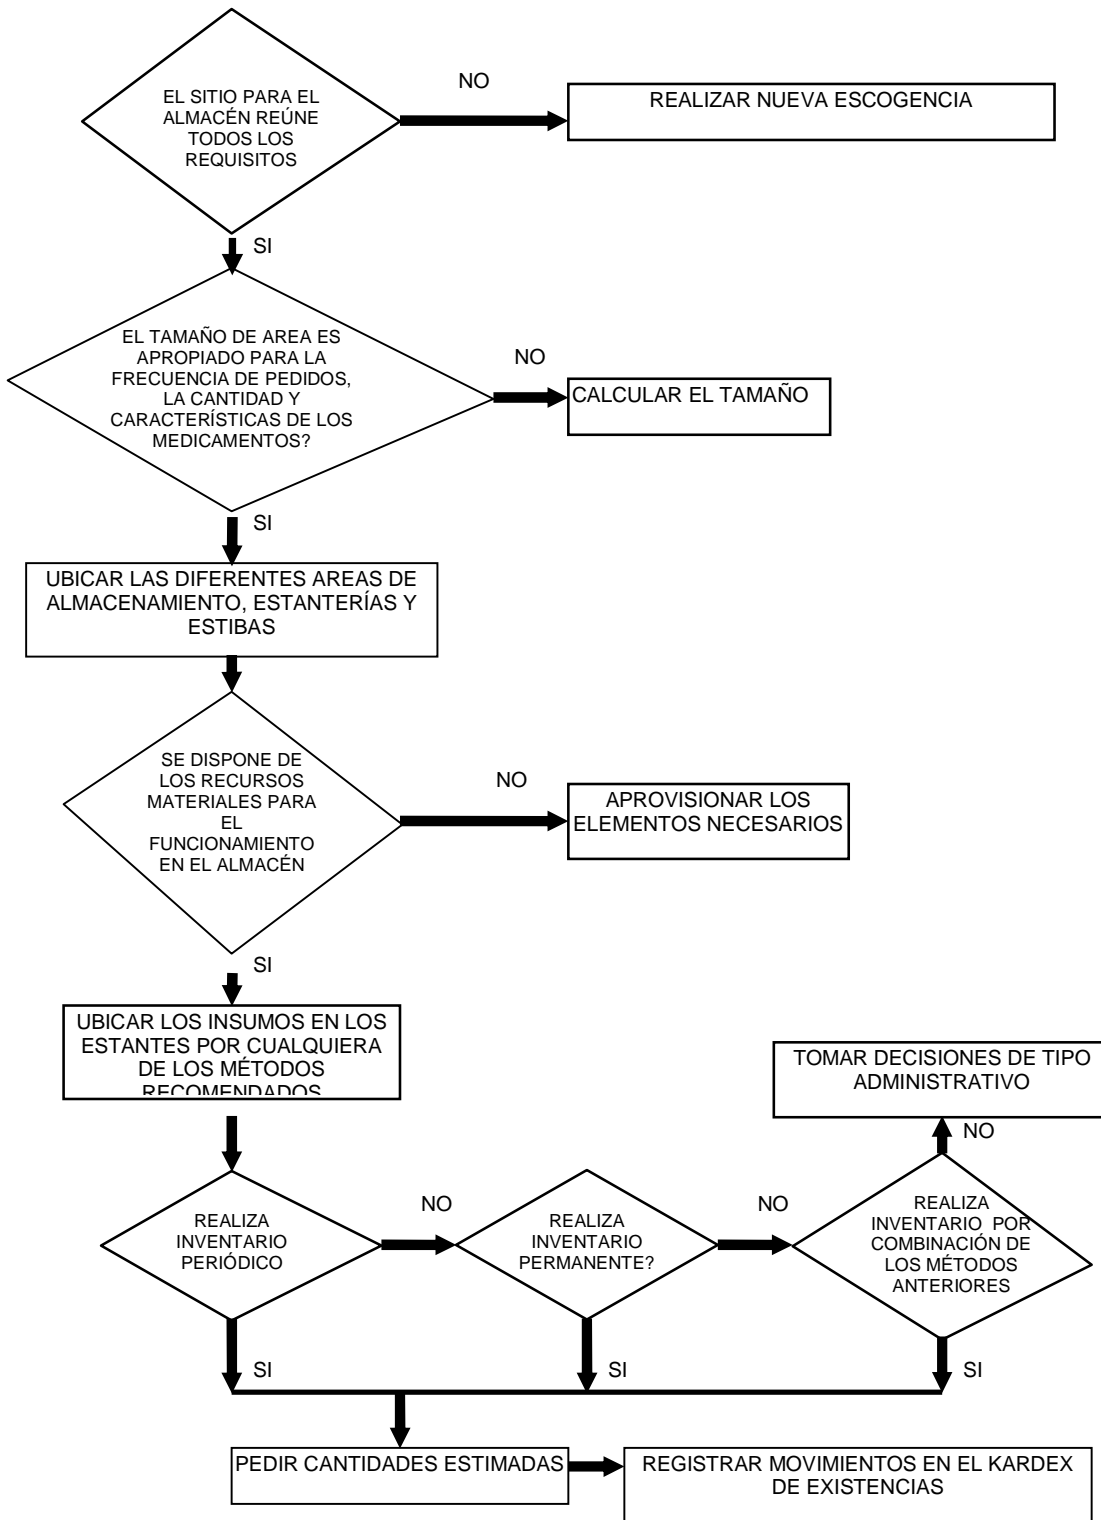 EL SITIO PARA EL
ALMACÉN REÚNE
TODOS LOS
REQUISITOS
NO
REALIZAR NUEVA ESCOGENCIA
SI
EL TAMAÑO DE AREA ES
APROPIADO PARA LA
FRECUENCIA DE PEDIDOS,
LA CANTIDAD Y
CARACTERÍSTICAS DE LOS
MEDICAMENTOS?
NO
CALCULAR EL TAMAÑO
SI
UBICAR LAS DIFERENTES AREAS DE
ALMACENAMIENTO, ESTANTERÍAS Y
ESTIBAS
SE DISPONE DE
LOS RECURSOS
MATERIALES PARA
EL
FUNCIONAMIENTO
EN EL ALMACÉN
NO
APROVISIONAR LOS
ELEMENTOS NECESARIOS
SI
UBICAR LOS INSUMOS EN LOS
ESTANTES POR CUALQUIERA
DE LOS MÉTODOS
RECOMENDADOS
TOMAR DECISIONES DE TIPO
ADMINISTRATIVO
NO
REALIZA
INVENTARIO
PERIÓDICO
NO
REALIZA
INVENTARIO
PERMANENTE?
NO
REALIZA
INVENTARIO POR
COMBINACIÓN DE
LOS MÉTODOS
ANTERIORES
SI
SI
SI
PEDIR CANTIDADES ESTIMADAS
REGISTRAR MOVIMIENTOS EN EL KARDEX
DE EXISTENCIAS